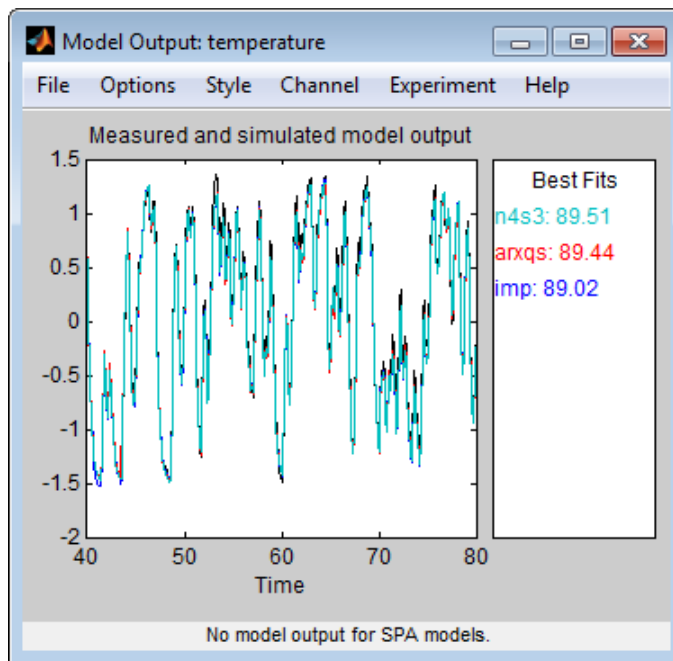 Model Output: temperature
File Options Style Channel Experiment Help
Measured and simulated model output
1.5
1
0.5
0
-0.5
-1
-1.5
-2
40 50 60 70 80
Time
Best Fits
n4s3: 89.51
arxqs: 89.44
imp: 89.02
No model output for SPA models.